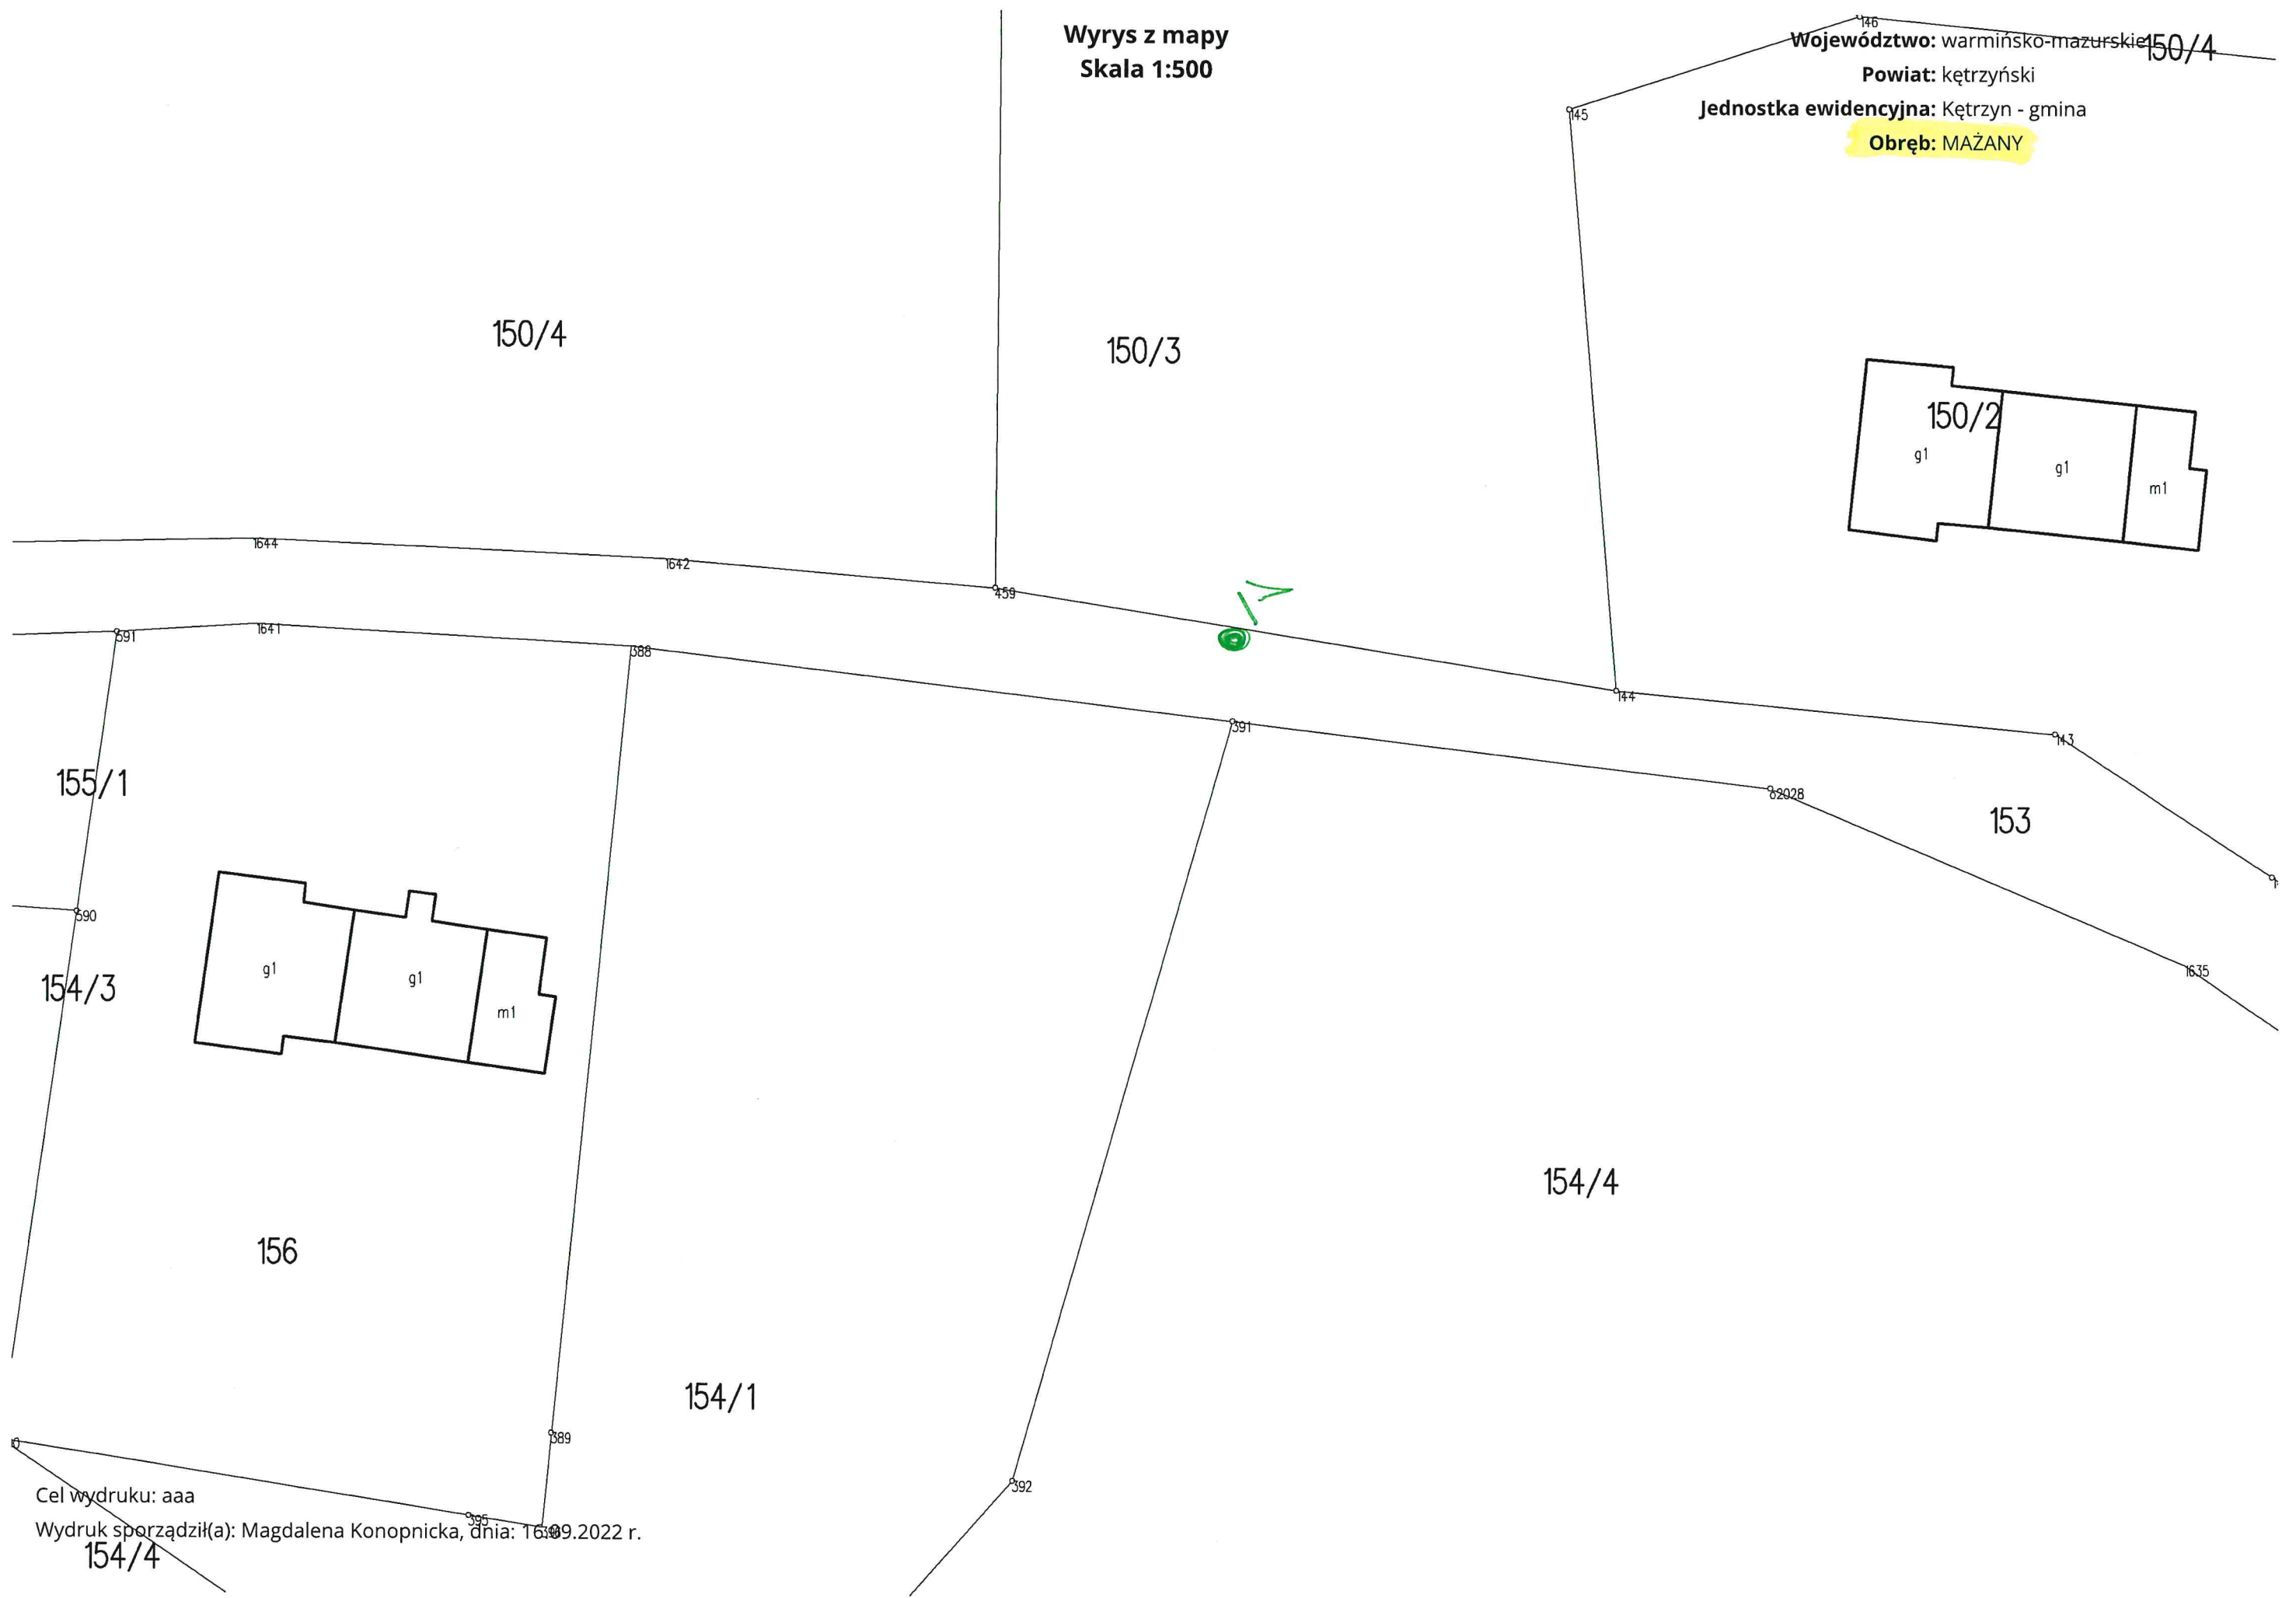 Wyrys z mapy
Skala 1:500
146
Województwo: warmińsko-mazurskie
150/4
Powiat: kętrzyński
Jednostka ewidencyjna: Kętrzyn - gmina
145
Obręb: MAŻANY
150/4
150/3
150/2
g1
g1
m1
1644
1642
459
591
1641
388
144
391
143
155/1
62028
153
590
g1
g1
154/3
m1
1635
154/4
156
154/1
389
392
Cel wydruku: aaa
395
Wydruk sporządził(a): Magdalena Konopnicka, dnia: 16.09.2022 r.
154/4